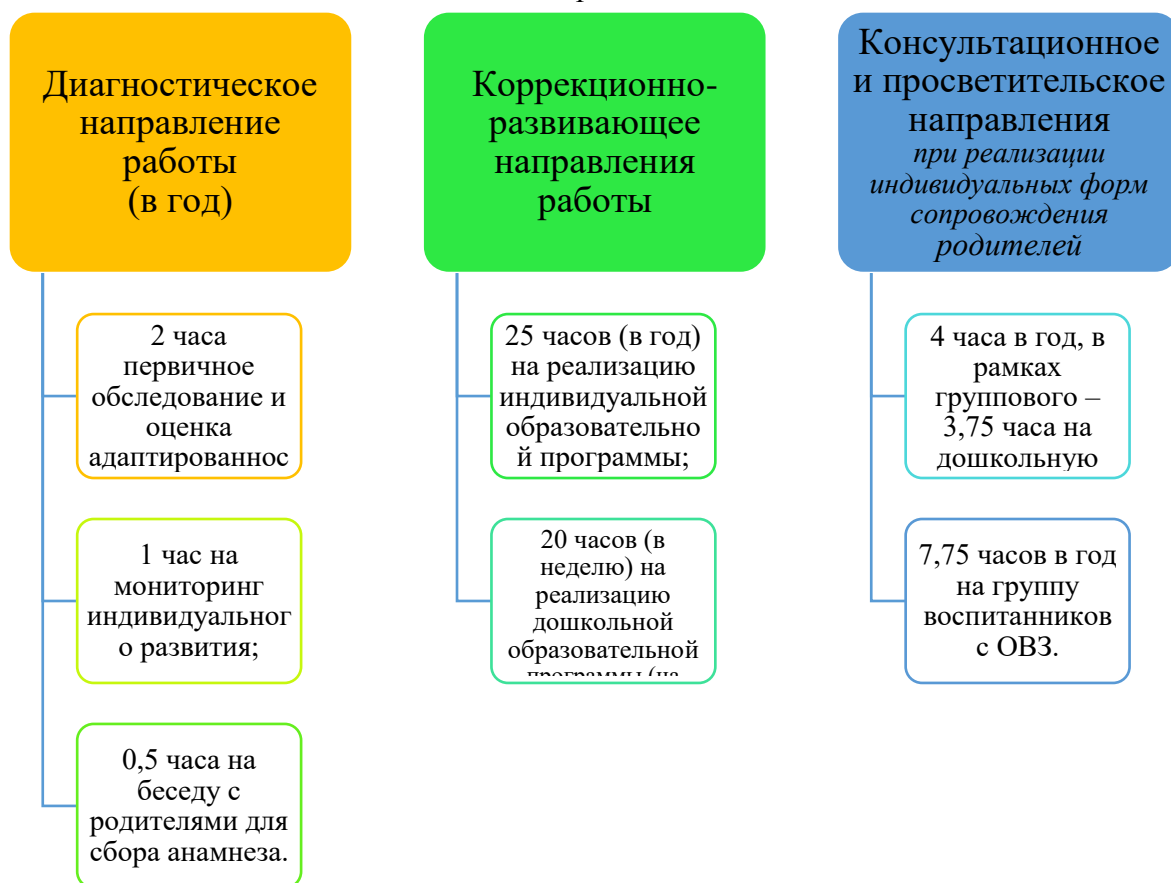 Диагностическое
направление
работы
(в год)
2 часа
первичное
обследование и
оценка
адаптированнос
1 час на
мониторинг
индивидуальног
о развития;
0,5 часа на
беседу с
родителями для
сбора анамнеза.
Коррекционно-
развивающее
направления
работы
25 часов (в год)
на реализацию
индивидуальной
образовательно
й программы;
20 часов (в
неделю) на
реализацию
дошкольной
образовательной
программы (на
Консультационное
и просветительское
направления
при реализации
индивидуальных форм
сопровождения
родителей
4 часа в год, в
рамках
группового –
3,75 часа на
дошкольную
7,75 часов в год
на группу
воспитанников
с ОВЗ.